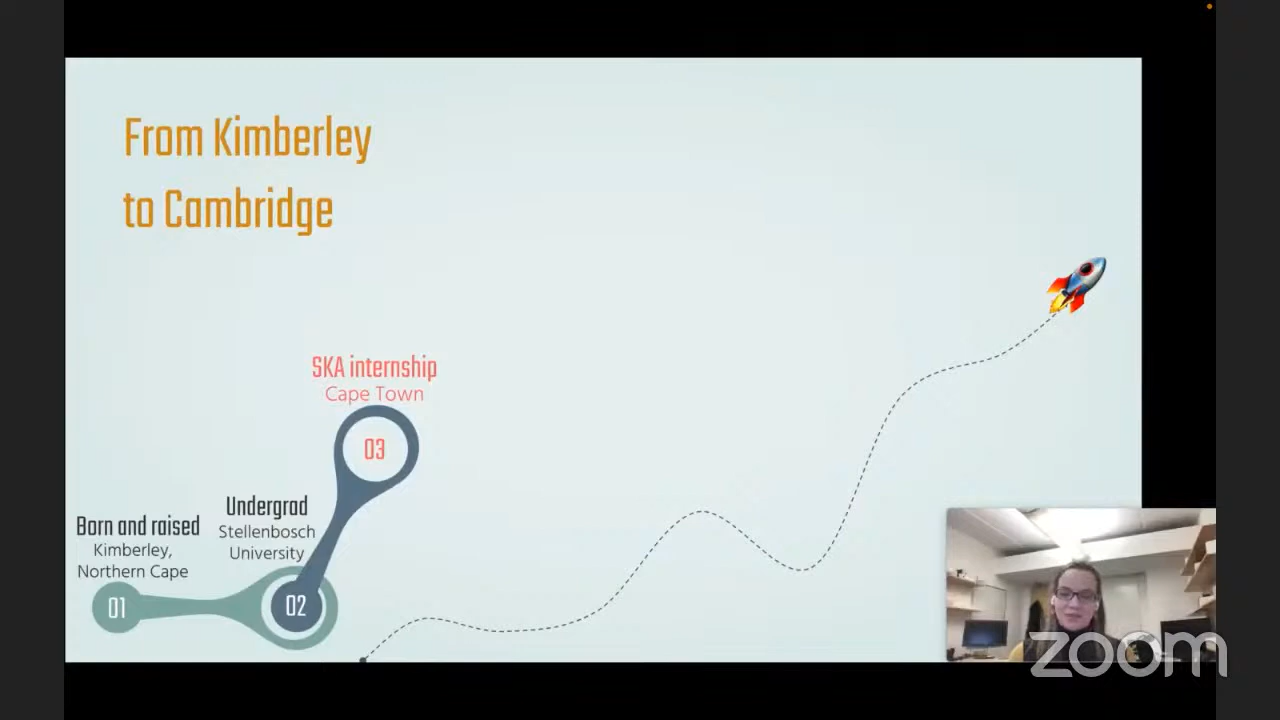 From Kimberley
to Cambridge
SKA internship
Cape Town
03
Undergrad
Stellenbosch
University
02
Born and raised
Kimberley,
Northern Cape
01
zoom